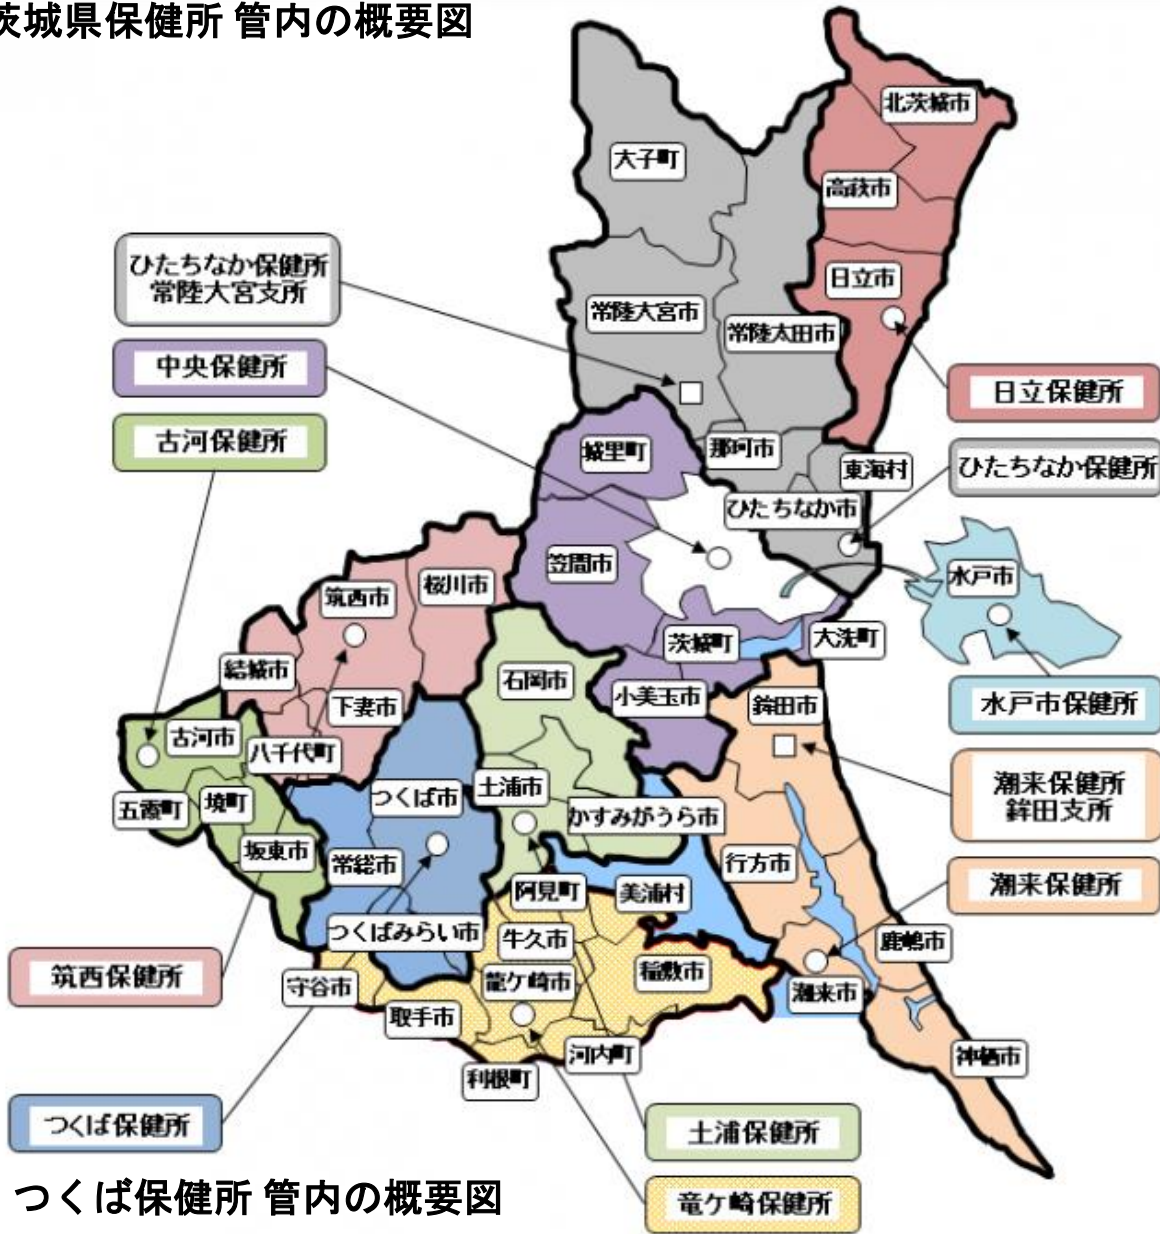 茨城県保健所 管内の概要図
北茨城市
大子町
高萩市
ひたちなか保健所
常陸大宮支所
日立市
常陸大宮市
常陸太田市
中央保健所
日立保健所
古河保健所
城里町
那珂市
東海村
ひたちなか保健所
ひたちなか市
笠間市
水戸市
桜川市
筑西市
茨城町
大洗町
結城市
石岡市
小美玉市
鉾田市
水戸市保健所
下妻市
古河市
八千代町
潮来保健所
鉾田支所
つくば市
土浦市
五霞町
境町
かすみがうら市
坂東市
常総市
行方市
潮来保健所
阿見町
美浦村
つくばみらい市
牛久市
鹿嶋市
筑西保健所
守谷市
龍ケ崎市
稲敷市
潮来市
取手市
河内町
神栖市
利根町
つくば保健所
土浦保健所
つくば保健所 管内の概要図
竜ケ崎保健所